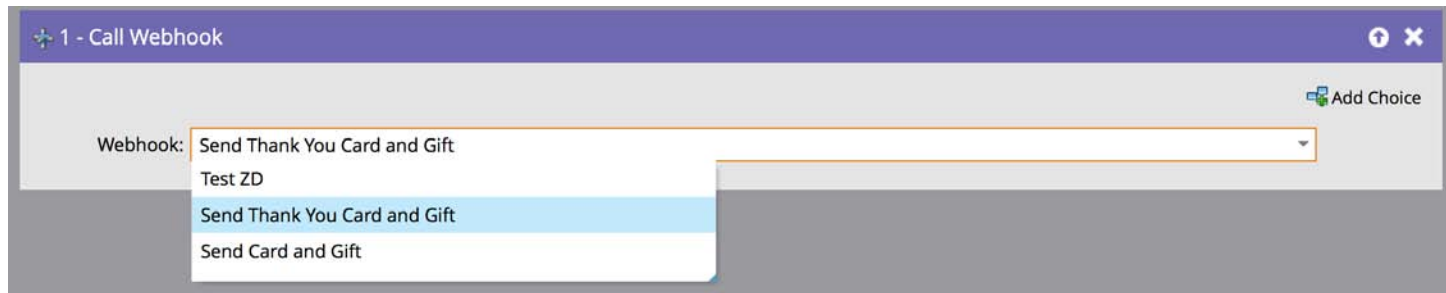 1 - Call Webhook
Add Choice
Webhook: Send Thank You Card and Gift
Test ZD
Send Thank You Card and Gift
Send Card and Gift